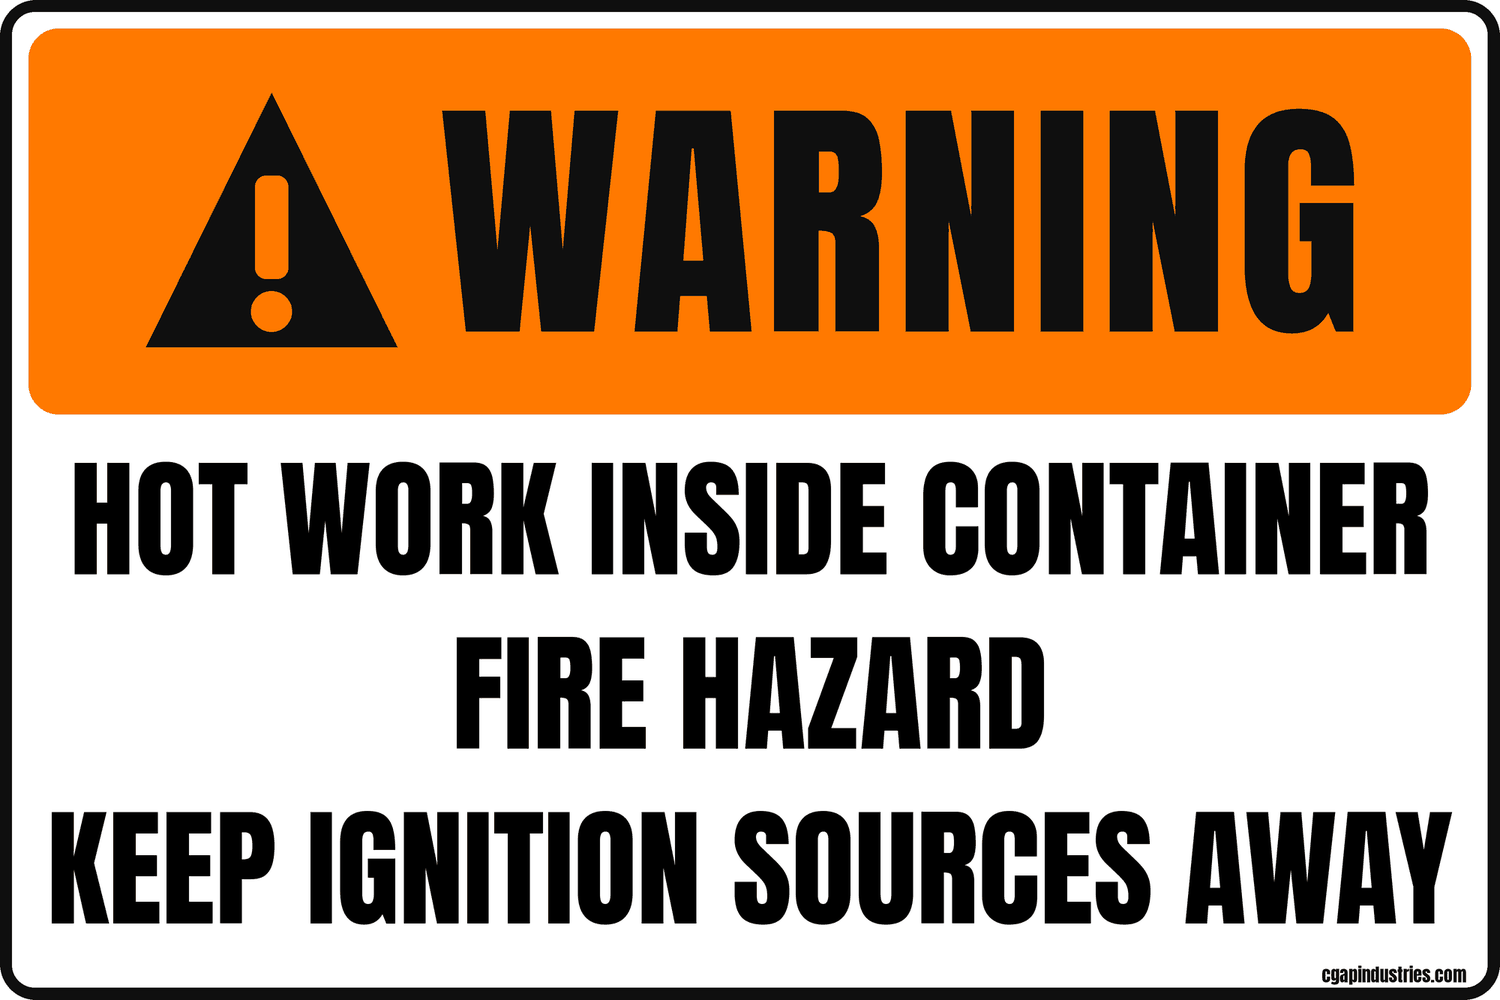 WARNING
HOT WORK INSIDE CONTAINER
FIRE HAZARD
KEEP IGNITION SOURCES AWAY
cgapindustries.com